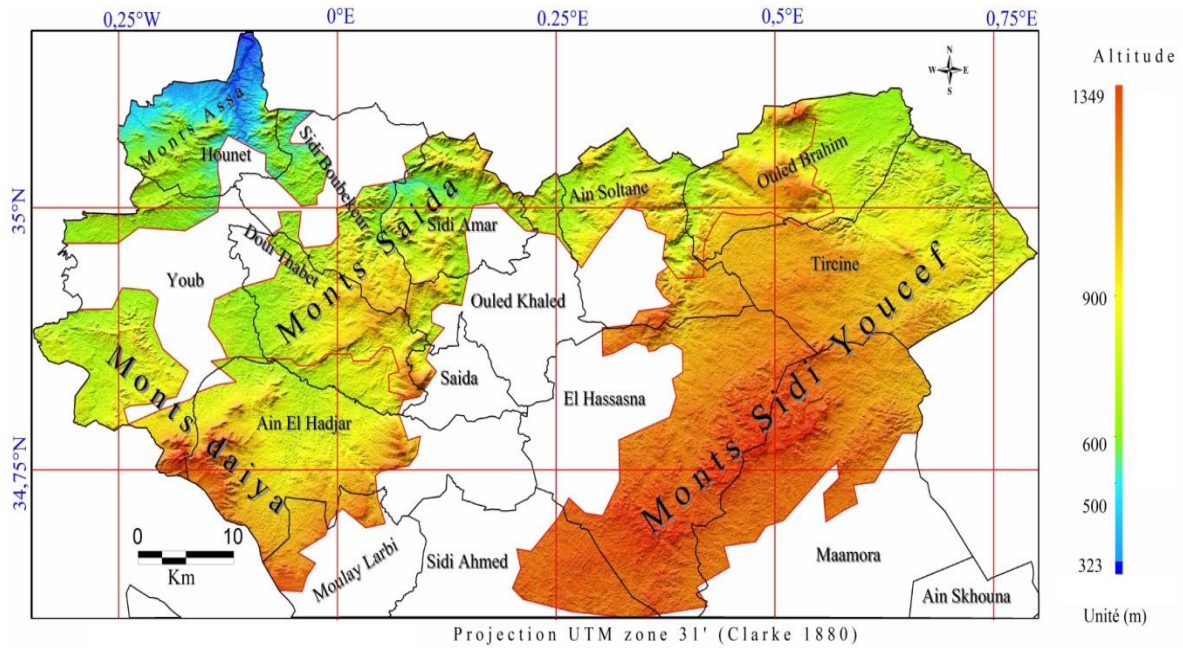 0,25°W 0°E 0.25°E 0,5°E 0,75°E
Altitude
N
W E
S
1349
Monts Assa
Hounet
Sidi Boubekeur
Ouled Brahim
Ain Soltane
35°N
Sidi Amar
Doui Thabet
Monts Saida
Tircine
Youb
Ouled Khaled
900
Monts Sidi Youcef
Saida
El Hassasna
Monts daiya
Ain El Hadjar
600
34,75°N
500
0 10
Km
Moulay Larbi
Sidi Ahmed
Maamora
323
Ain Skhouna
Unité (m)
Projection UTM zone 31' (Clarke 1880)